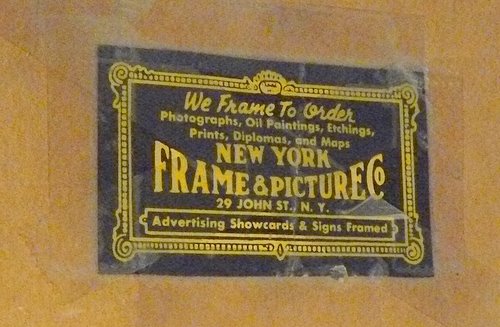 We Frame To Order
Photographs, Oil Paintings, Etchings,
Prints, Diplomas, and Maps
NEW YORK
FRAME & PICTURE Co
29 JOHN ST., N. Y.
Advertising Showcards & Signs Framed